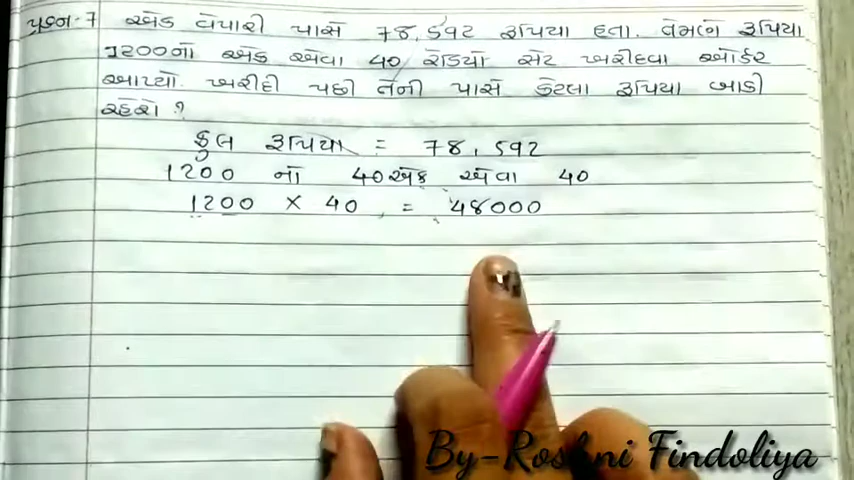 પ્રશ્ન-7 એક વેપારી પાસે 78,592 રૂપિયા હતા. તેમણે રૂપિયા
1200નો એક એવા 40 રેડિયો સેટ ખરીદવા ઓર્ડર
આપ્યો. ખરીદી પછી તેની પાસે કેટલા રૂપિયા બાકી
રહેશે ?
કુલ રૂપિયા = 78,592
1200 નો 40એક એવા 40
1200 × 40 = 48000
By-Roshni Findoliya